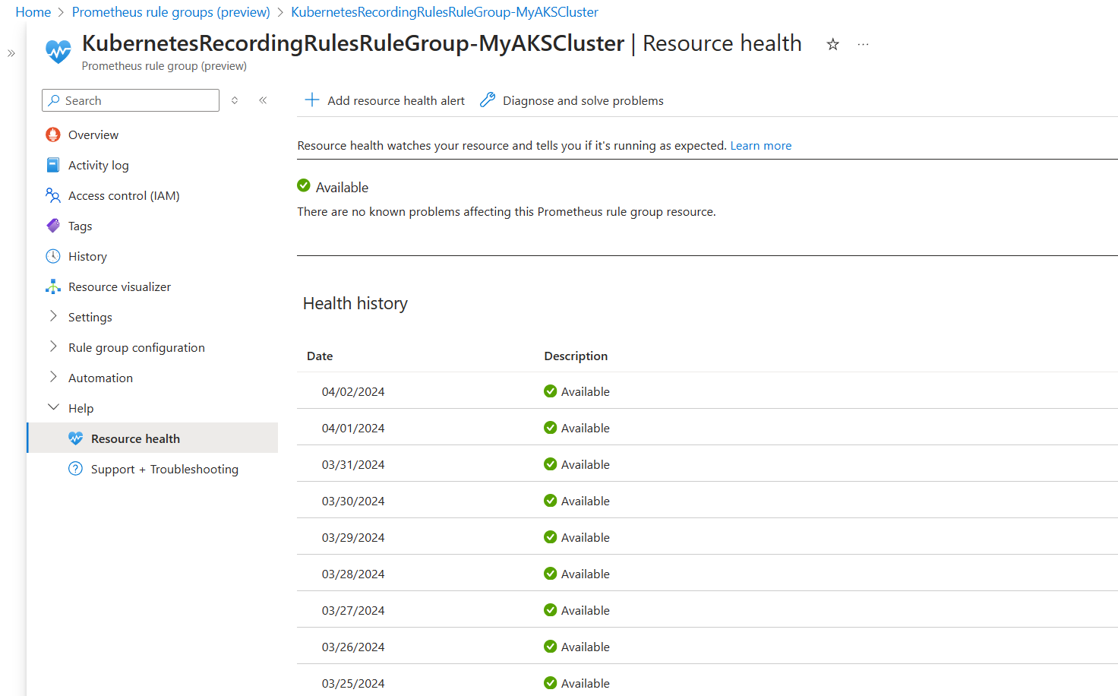 Home > Prometheus rule groups (preview) > KubernetesRecordingRulesRuleGroup-MyAKSCluster
KubernetesRecordingRulesRuleGroup-MyAKSCluster | Resource health
Prometheus rule group (preview)
Search
Overview
Activity log
Access control (IAM)
Tags
History
Resource visualizer
Settings
Rule group configuration
Automation
Help
Resource health
Support + Troubleshooting
Add resource health alert
Diagnose and solve problems
Resource health watches your resource and tells you if it's running as expected. Learn more
Available
There are no known problems affecting this Prometheus rule group resource.
Health history
Date Description
04/02/2024 Available
04/01/2024 Available
03/31/2024 Available
03/30/2024 Available
03/29/2024 Available
03/28/2024 Available
03/27/2024 Available
03/26/2024 Available
03/25/2024 Available